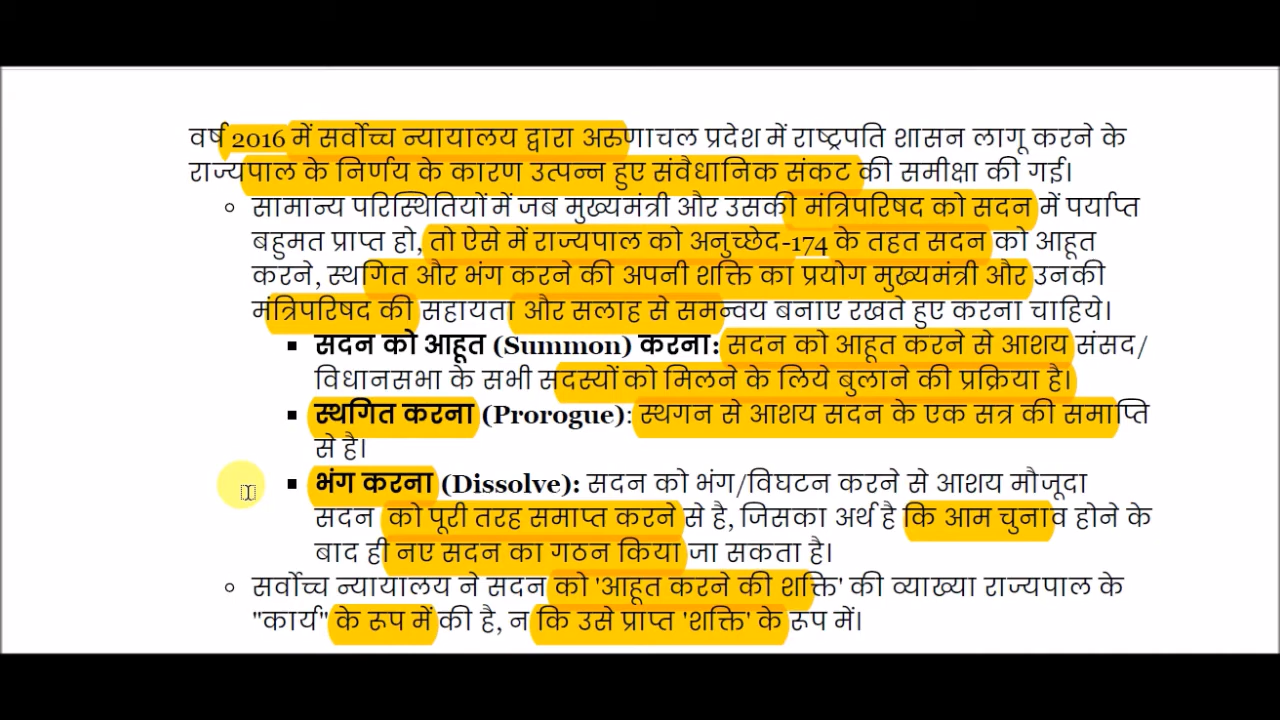 वर्ष 2016 में सर्वोच्च न्यायालय द्वारा अरुणाचल प्रदेश में राष्ट्रपति शासन लागू करने के
राज्यपाल के निर्णय के कारण उत्पन्न हुए संवैधानिक संकट की समीक्षा की गई।
○ सामान्य परिस्थितियों में जब मुख्यमंत्री और उसकी मंत्रिपरिषद को सदन में पर्याप्त
बहुमत प्राप्त हो, तो ऐसे में राज्यपाल को अनुच्छेद-174 के तहत सदन को आहूत
करने, स्थगित और भंग करने की अपनी शक्ति का प्रयोग मुख्यमंत्री और उनकी
मंत्रिपरिषद की सहायता और सलाह से समन्वय बनाए रखते हुए करना चाहिये।
▪ सदन को आहूत (Summon) करना: सदन को आहूत करने से आशय संसद/
विधानसभा के सभी सदस्यों को मिलने के लिये बुलाने की प्रक्रिया है।
▪ स्थगित करना (Prorogue): स्थगन से आशय सदन के एक सत्र की समाप्ति
से है।
▪ भंग करना (Dissolve): सदन को भंग/विघटन करने से आशय मौजूदा
सदन को पूरी तरह समाप्त करने से है, जिसका अर्थ है कि आम चुनाव होने के
बाद ही नए सदन का गठन किया जा सकता है।
○ सर्वोच्च न्यायालय ने सदन को 'आहूत करने की शक्ति' की व्याख्या राज्यपाल के
"कार्य" के रूप में की है, न कि उसे प्राप्त 'शक्ति' के रूप में।